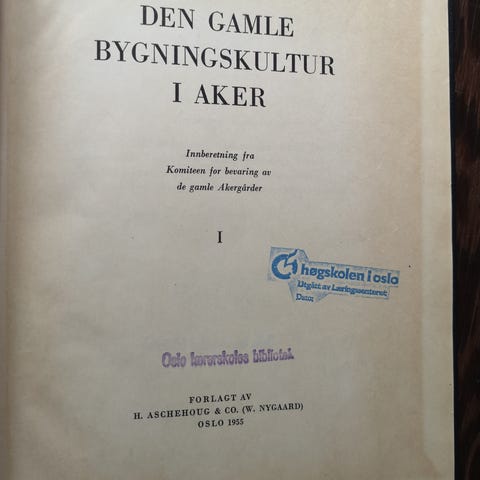 DEN GAMLE
BYGNINGSKULTUR
I AKER
Innberetning fra
Komiteen for bevaring av
de gamle Akergårder
I
høgskolen i oslo
Utgått av Læringssenteret
Dato:
Oslo lærerskoles bibliotek.
FORLAGT AV
H. ASCHEHOUG & CO. (W. NYGAARD)
OSLO 1955